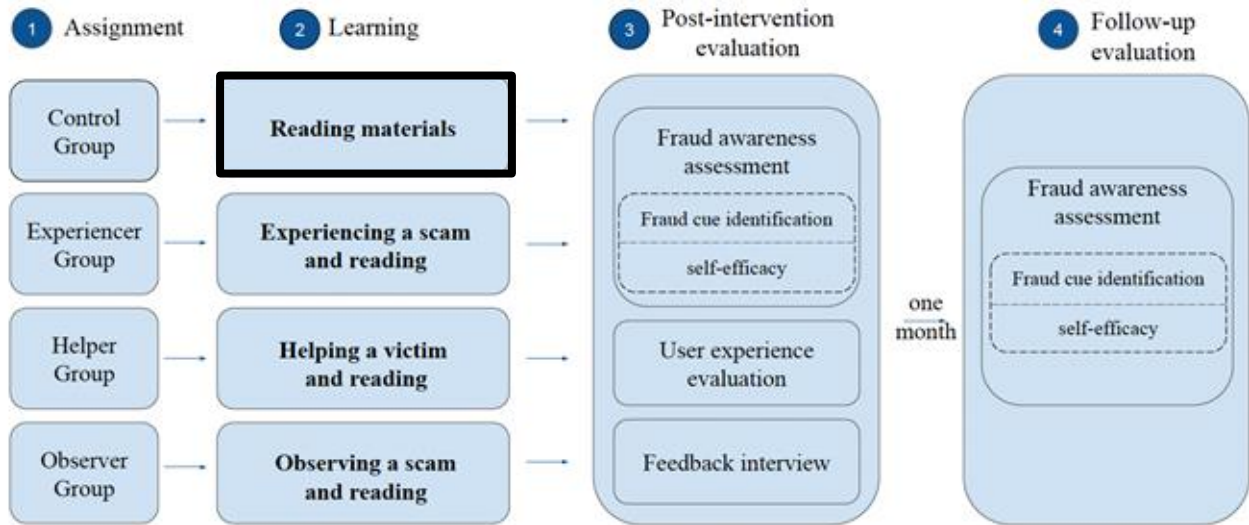 1 Assignment
2 Learning
3 Post-intervention
evaluation
4 Follow-up
evaluation
Control
Group
Reading materials
Experiencer
Group
Experiencing a scam
and reading
Helper
Group
Helping a victim
and reading
Observer
Group
Observing a scam
and reading
Fraud awareness
assessment
Fraud cue identification
self-efficacy
User experience
evaluation
Feedback interview
one
month
Fraud awareness
assessment
Fraud cue identification
self-efficacy